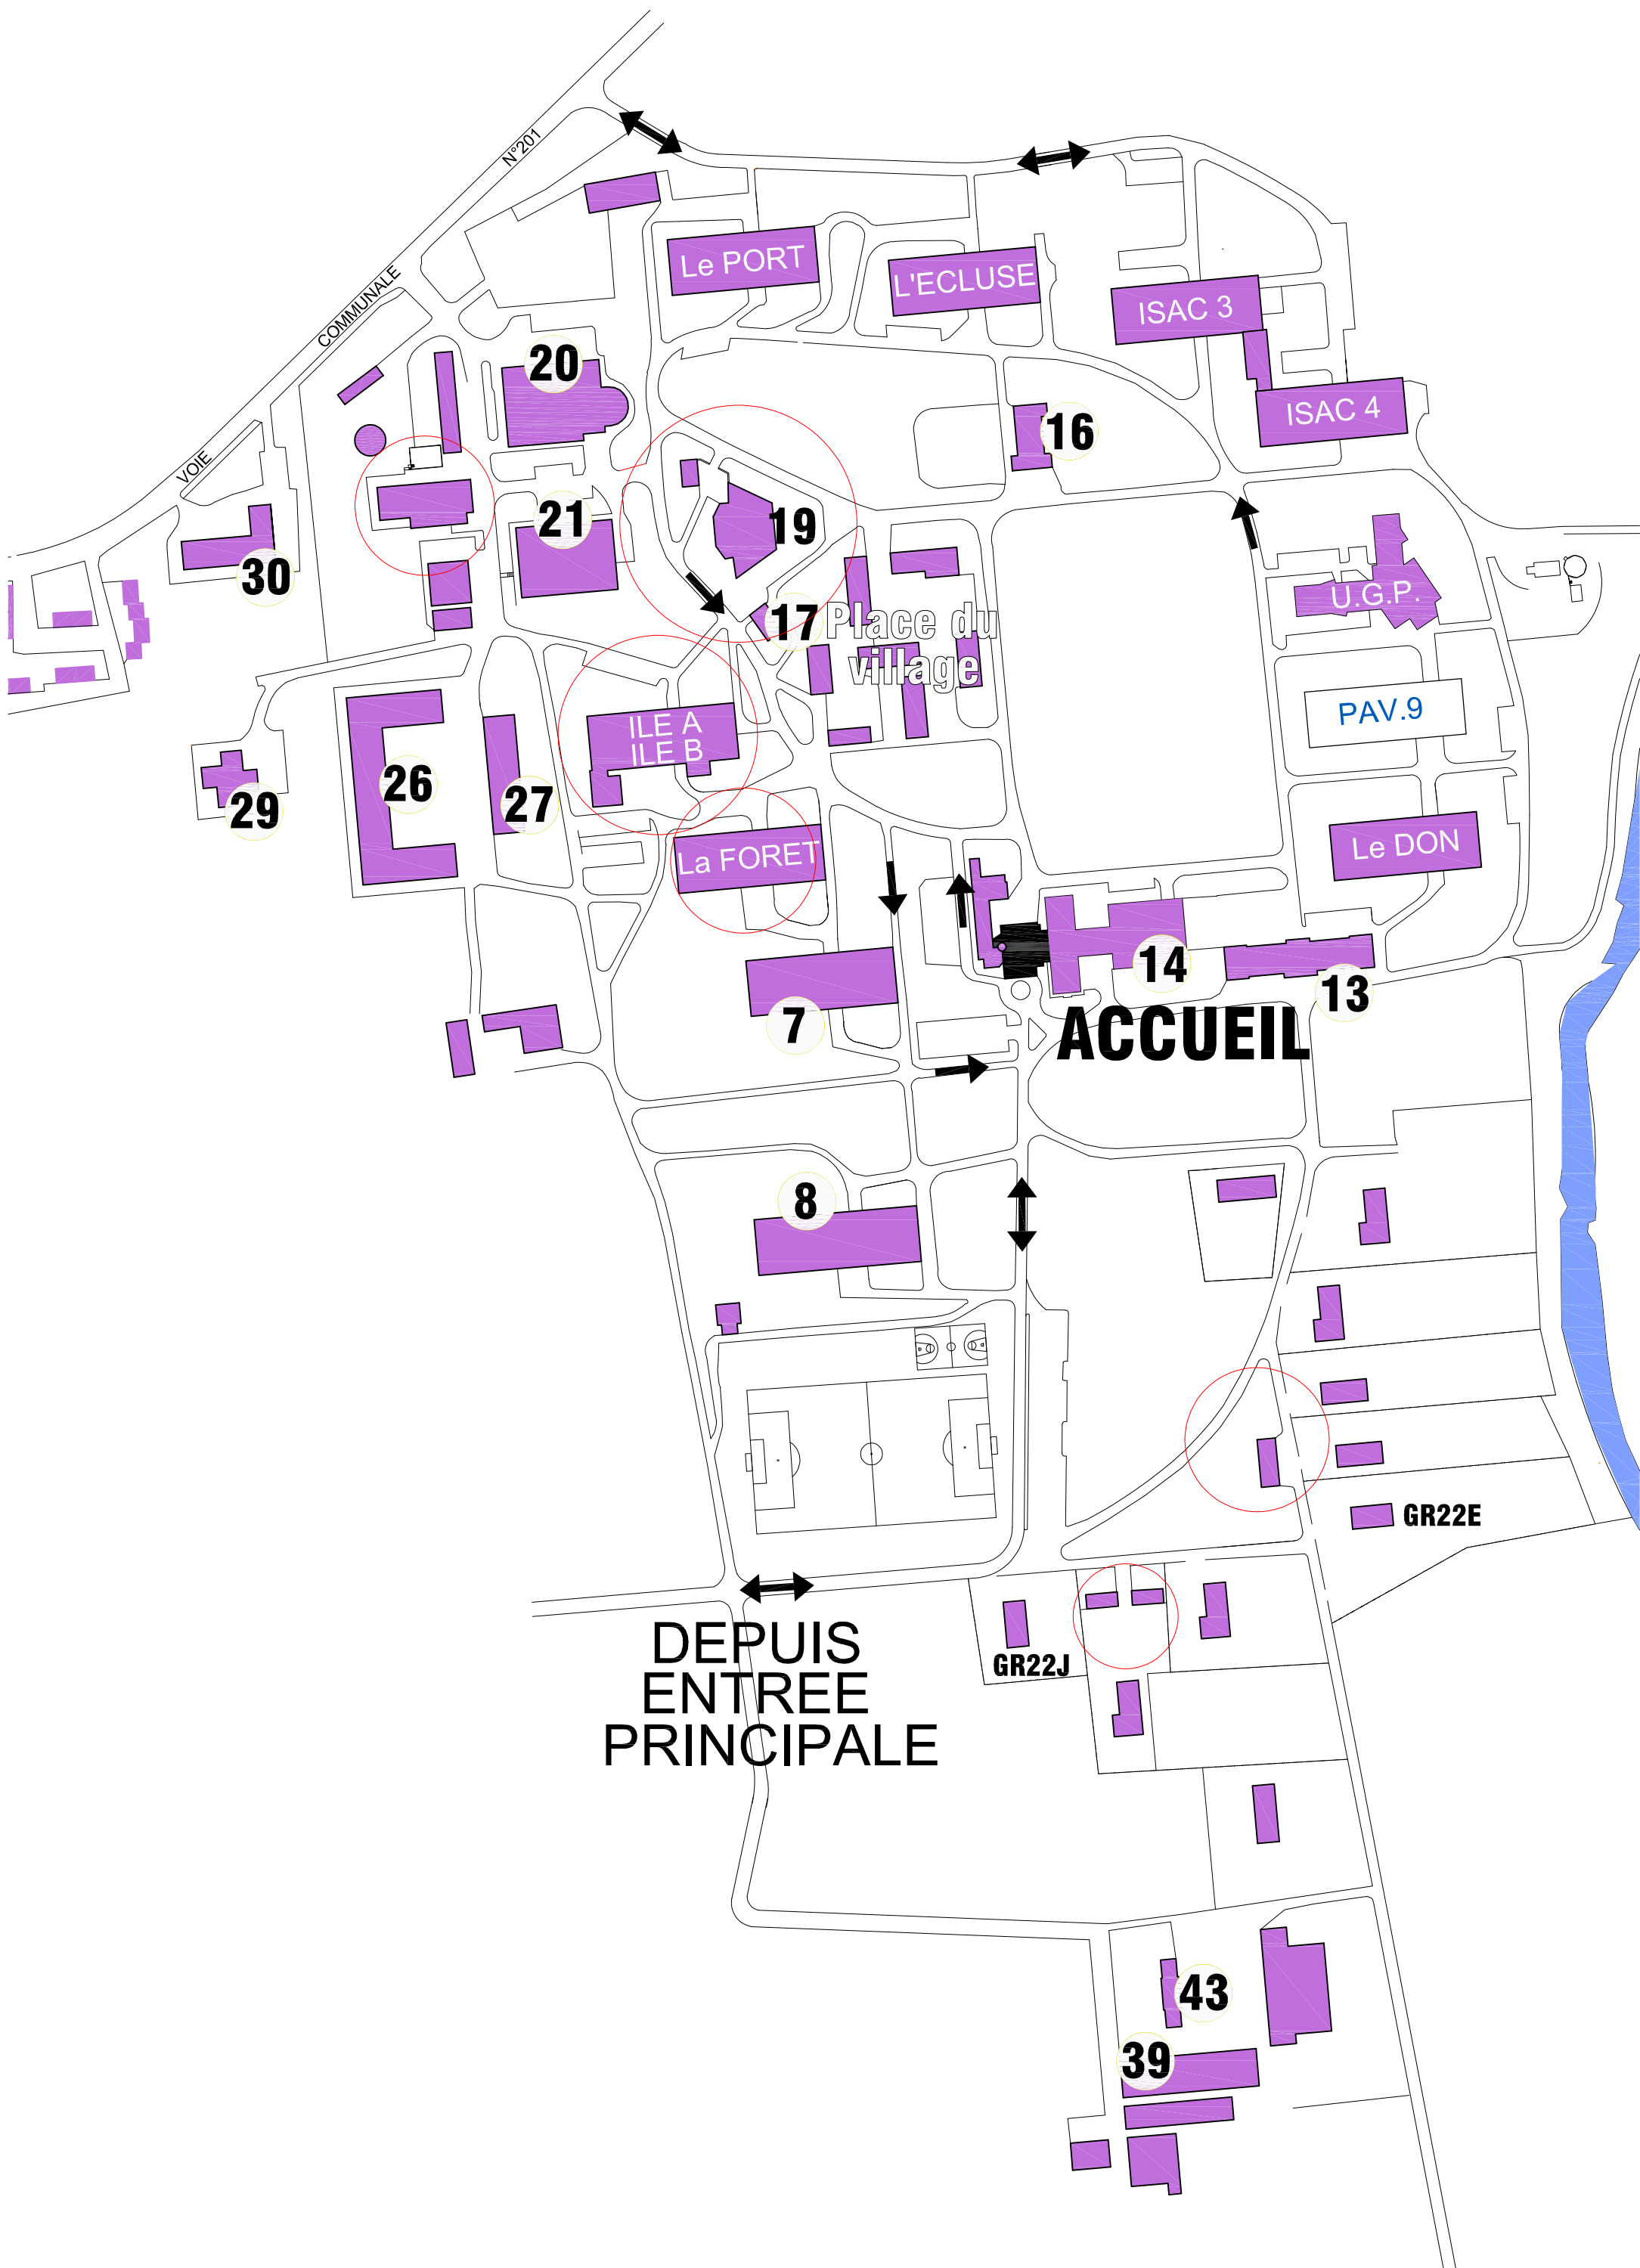 N°201
COMMUNALE
VOIE
Le PORT
L'ECLUSE
ISAC 3
ISAC 4
20
16
21
19
30
17
Place du
village
U.G.P.
PAV.9
ILE A
ILE B
26
27
29
La FORET
Le DON
14
13
7
ACCUEIL
8
GR22E
GR22J
DEPUIS
ENTREE
PRINCIPALE
43
39